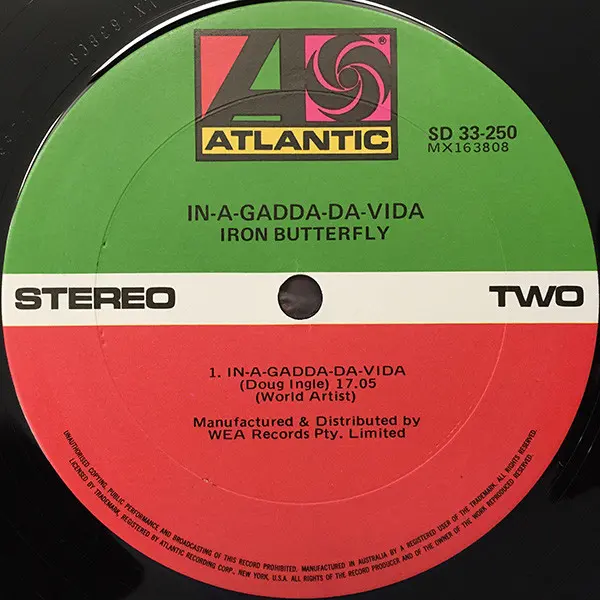 ATLANTIC
®
SD 33-250
MX163808
IN-A-GADDA-DA-VIDA
IRON BUTTERFLY
STEREO
TWO
1. IN-A-GADDA-DA-VIDA
(Doug Ingle) 17.05
(World Artist)
Manufactured & Distributed by
WEA Records Pty. Limited
UNAUTHORISED COPYING, PUBLIC PERFORMANCE AND BROADCASTING OF THIS RECORD PROHIBITED. MANUFACTURED IN AUSTRALIA BY A REGISTERED USER OF THE TRADEMARK. ALL RIGHTS RESERVED.
LICENSED BY TRADEMARK, REGISTERED BY ATLANTIC RECORDING CORP., NEW YORK, U.S.A. ALL RIGHTS OF THE RECORD PRODUCER AND OF THE OWNER OF THE WORK REPRODUCED RESERVED.